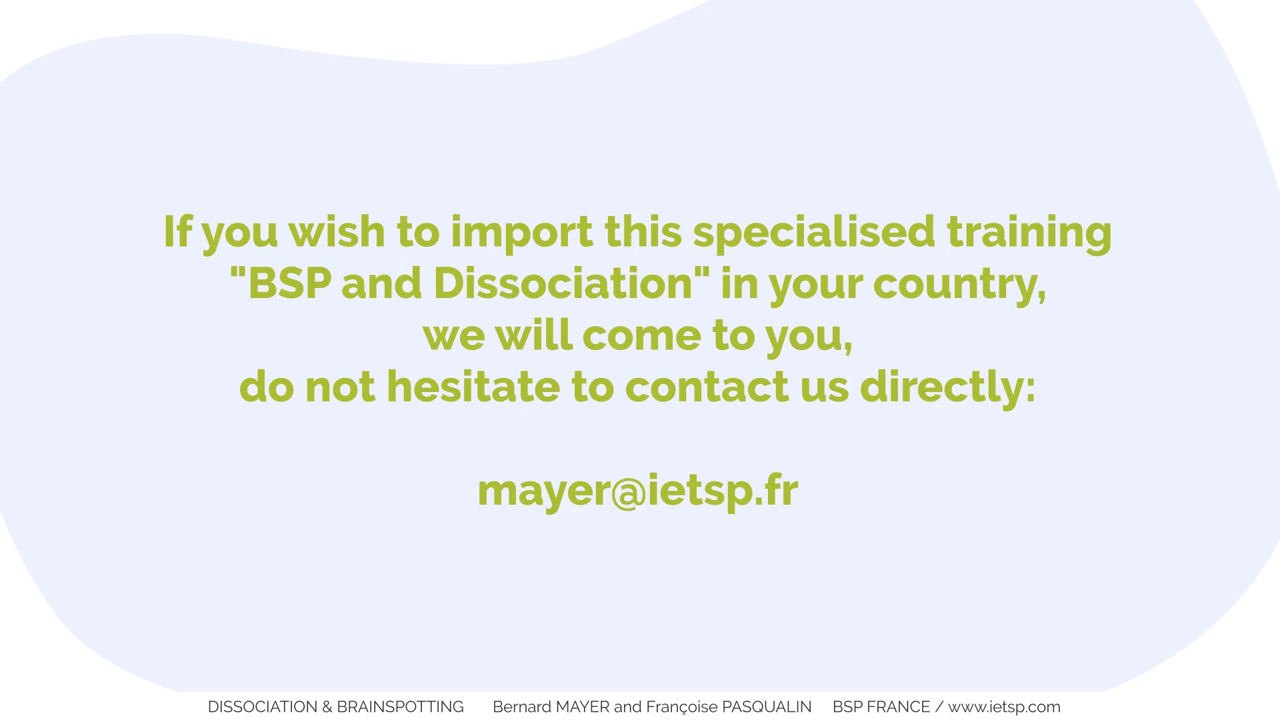 If you wish to import this specialised training
"BSP and Dissociation" in your country,
we will come to you,
do not hesitate to contact us directly:
mayer@ietsp.fr
DISSOCIATION & BRAINSPOTTING Bernard MAYER and Françoise PASQUALIN BSP FRANCE / www.ietsp.com